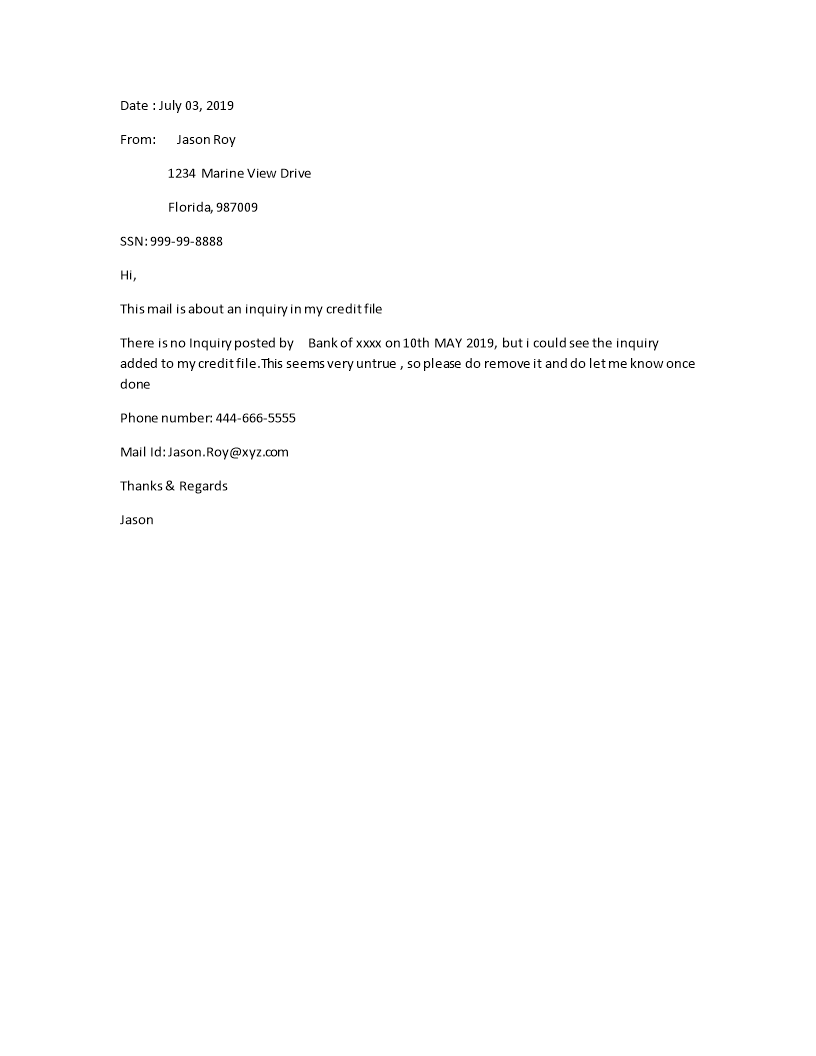 Date : July 03, 2019
From: Jason Roy
1234 Marine View Drive
Florida, 987009
SSN: 999-99-8888
Hi,
This mail is about an inquiry in my credit file
There is no Inquiry posted by Bank of xxxx on 10th MAY 2019, but i could see the inquiry
added to my credit file.This seems very untrue , so please do remove it and do let me know once
done
Phone number: 444-666-5555
Mail Id: Jason.Roy@xyz.com
Thanks & Regards
Jason